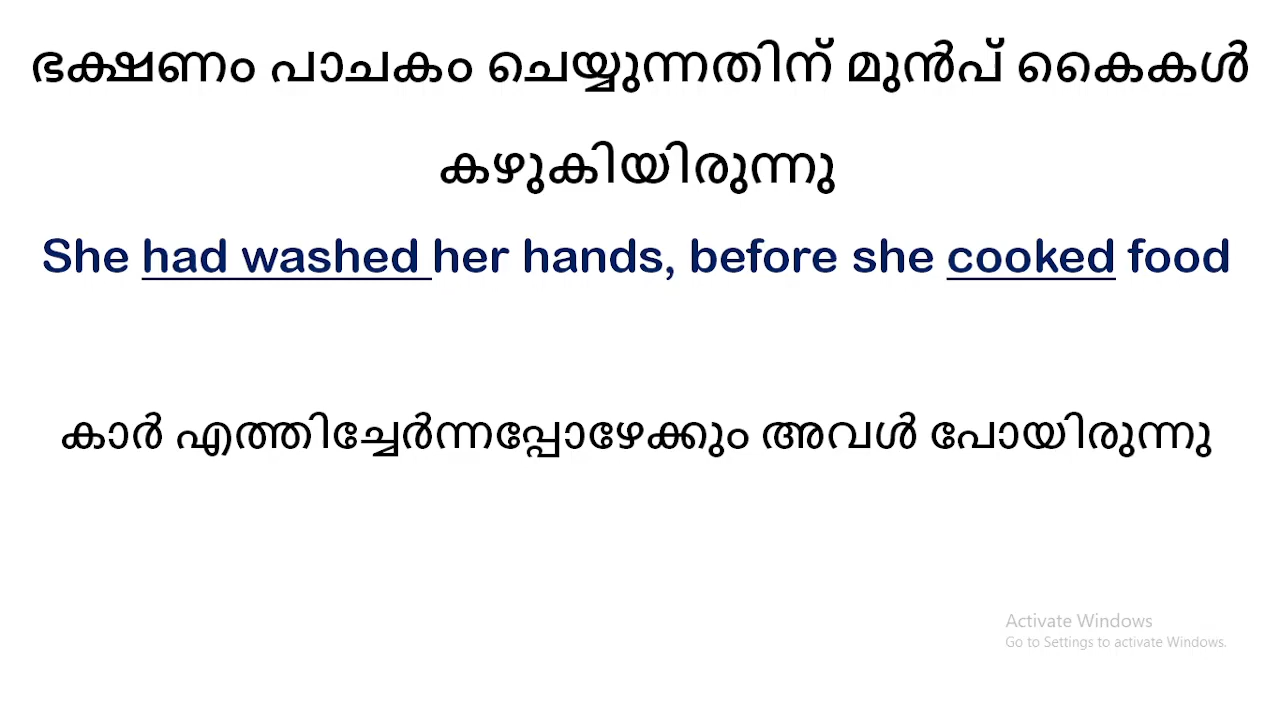 ഭക്ഷണം പാചകം ചെയ്യുന്നതിന് മുൻപ് കൈകൾ
കഴുകിയിരുന്നു
She had washed her hands, before she cooked food
കാർ എത്തിച്ചേർന്നപ്പോഴേക്കും അവൾ പോയിരുന്നു
Activate Windows
Go to Settings to activate Windows.